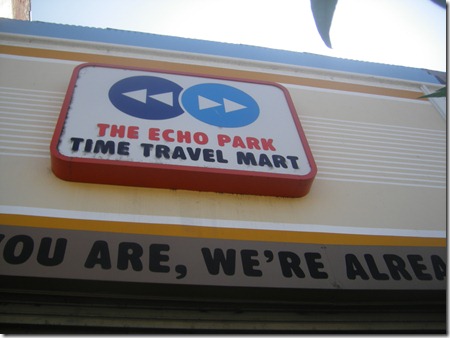 THE ECHO PARK
TIME TRAVEL MART
YOU ARE, WE'RE ALREA